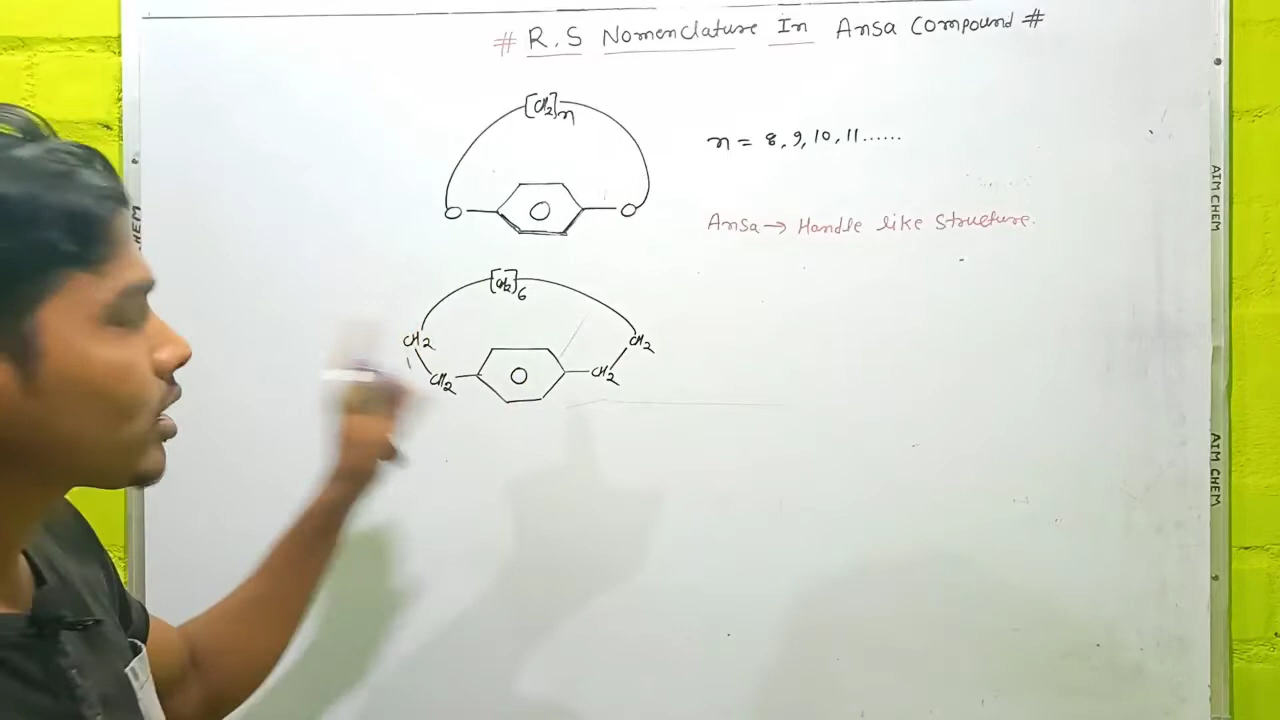 # R.S Nomenclature In Ansa Compound #
[CH2]n
n = 8, 9, 10, 11......
O O O
Ansa → Handle like structure.
[CH2]6
CH2 CH2
CH2 O CH2
AIM CHEM
AIM CHEM